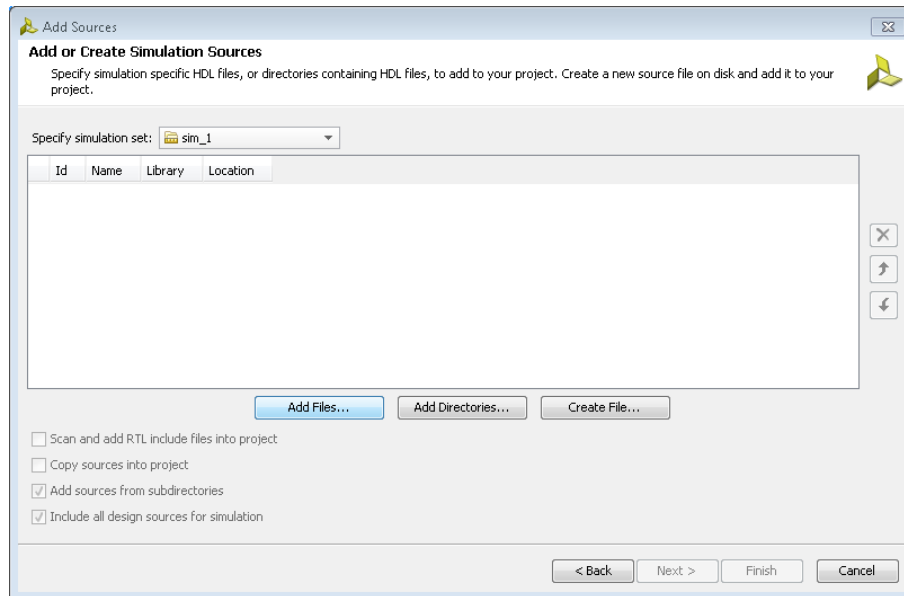 Add Sources
Add or Create Simulation Sources
Specify simulation specific HDL files, or directories containing HDL files, to add to your project. Create a new source file on disk and add it to your
project.
Specify simulation set: sim_1
Id Name Library Location
Add Files... Add Directories... Create File...
Scan and add RTL include files into project
Copy sources into project
Add sources from subdirectories
Include all design sources for simulation
< Back Next > Finish Cancel